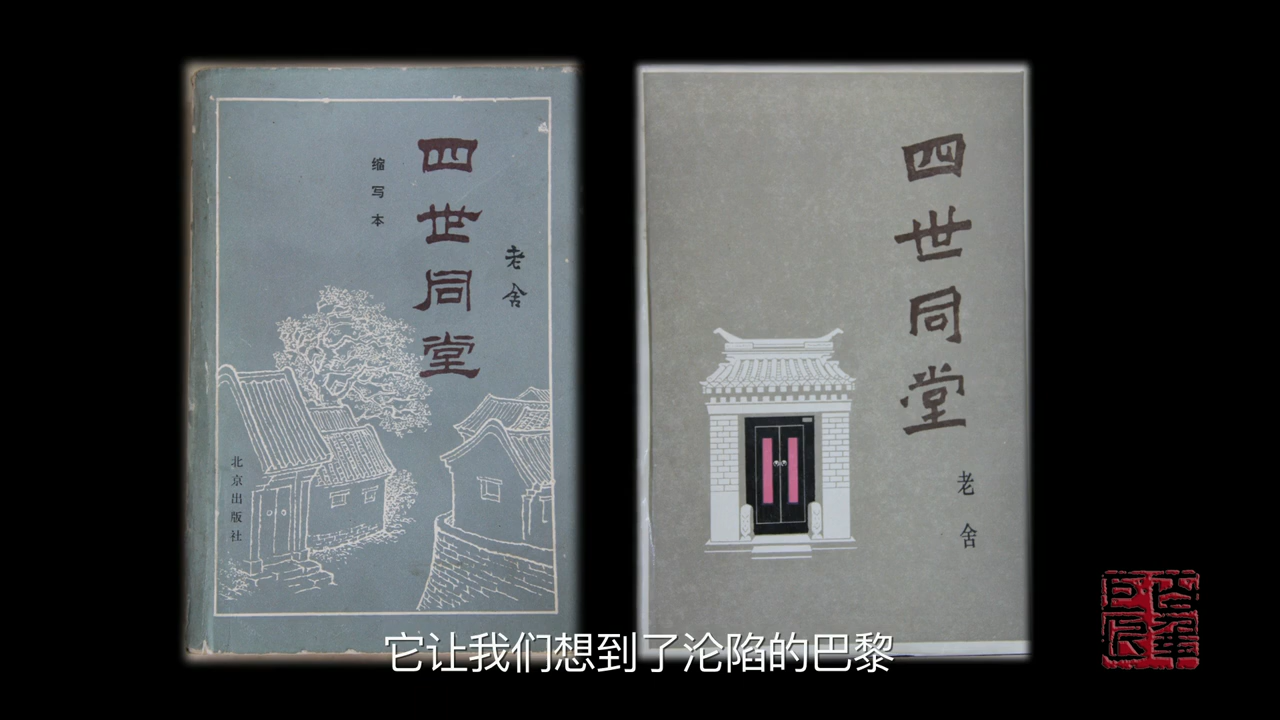 四世同堂
缩写本
老舍
北京出版社
四世同堂
老舍
它让我们想到了沦陷的巴黎